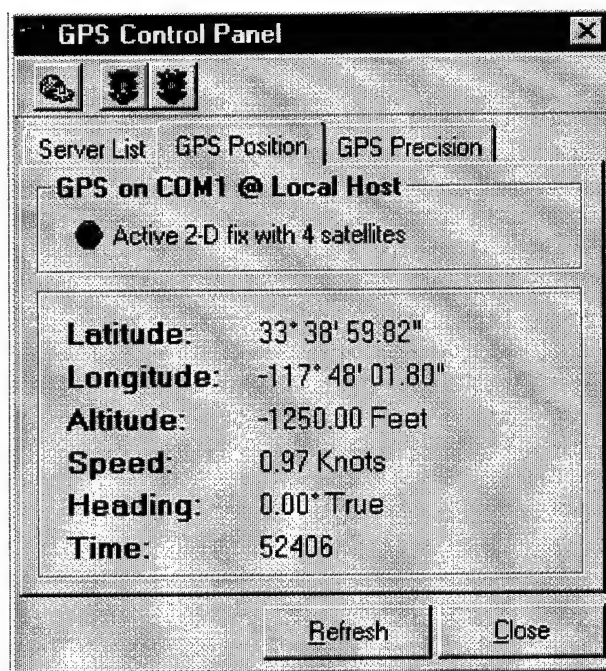 GPS Control Panel
Server List GPS Position GPS Precision
GPS on COM1 @ Local Host
Active 2-D fix with 4 satellites
Latitude: 33° 38' 59.82"
Longitude: -117° 48' 01.80"
Altitude: -1250.00 Feet
Speed: 0.97 Knots
Heading: 0.00° True
Time: 52406
Refresh Close